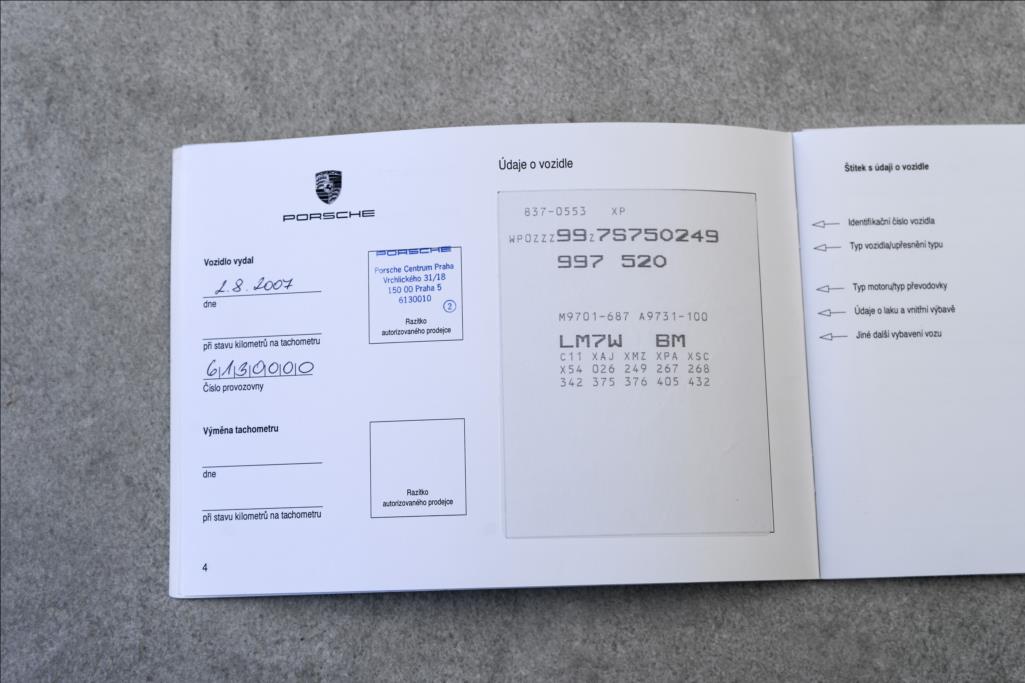 PORSCHE
Vozidlo vydal
2.8.2007
dne
při stavu kilometrů na tachometru
6130000
Číslo provozovny
PORSCHE
Porsche Centrum Praha
Vrchlického 31/18
150 00 Praha 5
6130010
2
Razítko
autorizovaného prodejce
Výměna tachometru
dne
při stavu kilometrů na tachometru
Razítko
autorizovaného prodejce
4
Údaje o vozidle
837-0553 XP
WP0ZZZ99Z7S750249
997 520
M9701-687 A9731-100
LM7W BM
C11 XAJ XMZ XPA XSC
X54 026 249 267 268
342 375 376 405 432
Štítek s údaji o vozidle
Identifikační číslo vozidla
Typ vozidla/upřesnění typu
Typ motoru/typ převodovky
Údaje o laku a vnitřní výbavě
Jiné další vybavení vozu